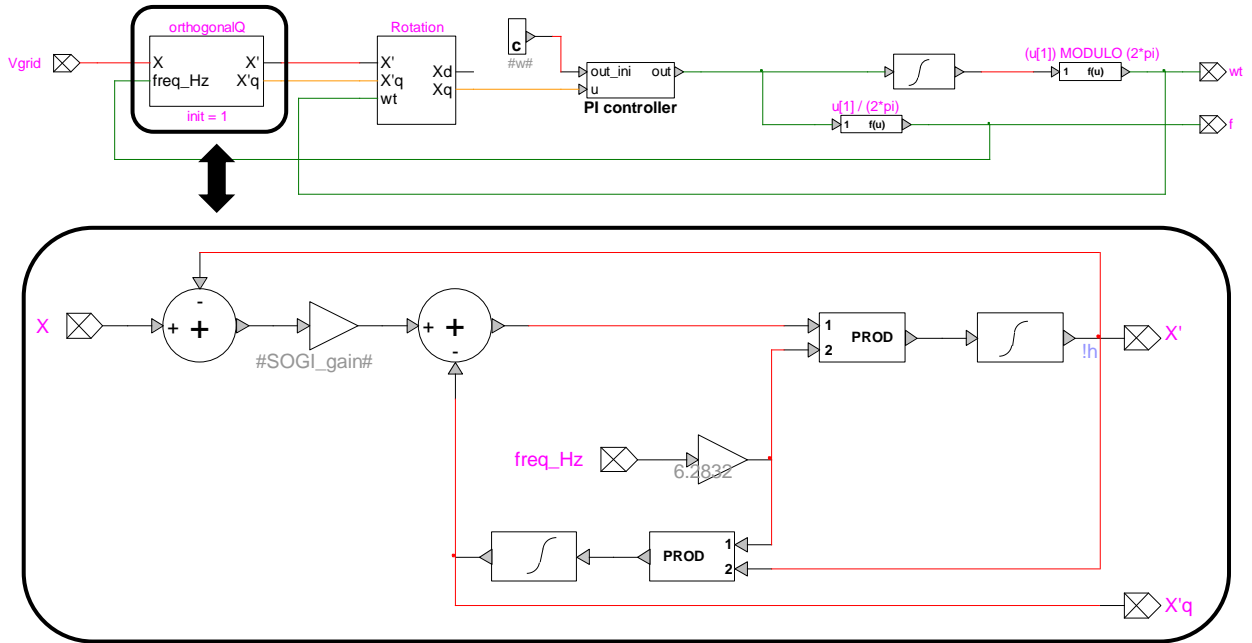 orthogonalQ
Rotation
(u[1]) MODULO (2*pi)
Vgrid
X
X'
freq_Hz
X'q
init = 1
X'
X'q
wt
Xd
Xq
c
#w#
out_ini
out
u
PI controller
1
f(u)
wt
u[1] / (2*pi)
1
f(u)
f
X
-
+
+
#SOGI_gain#
+
+
-
1
2
PROD
!h
X'
freq_Hz
6.2832
PROD
1
2
X'q